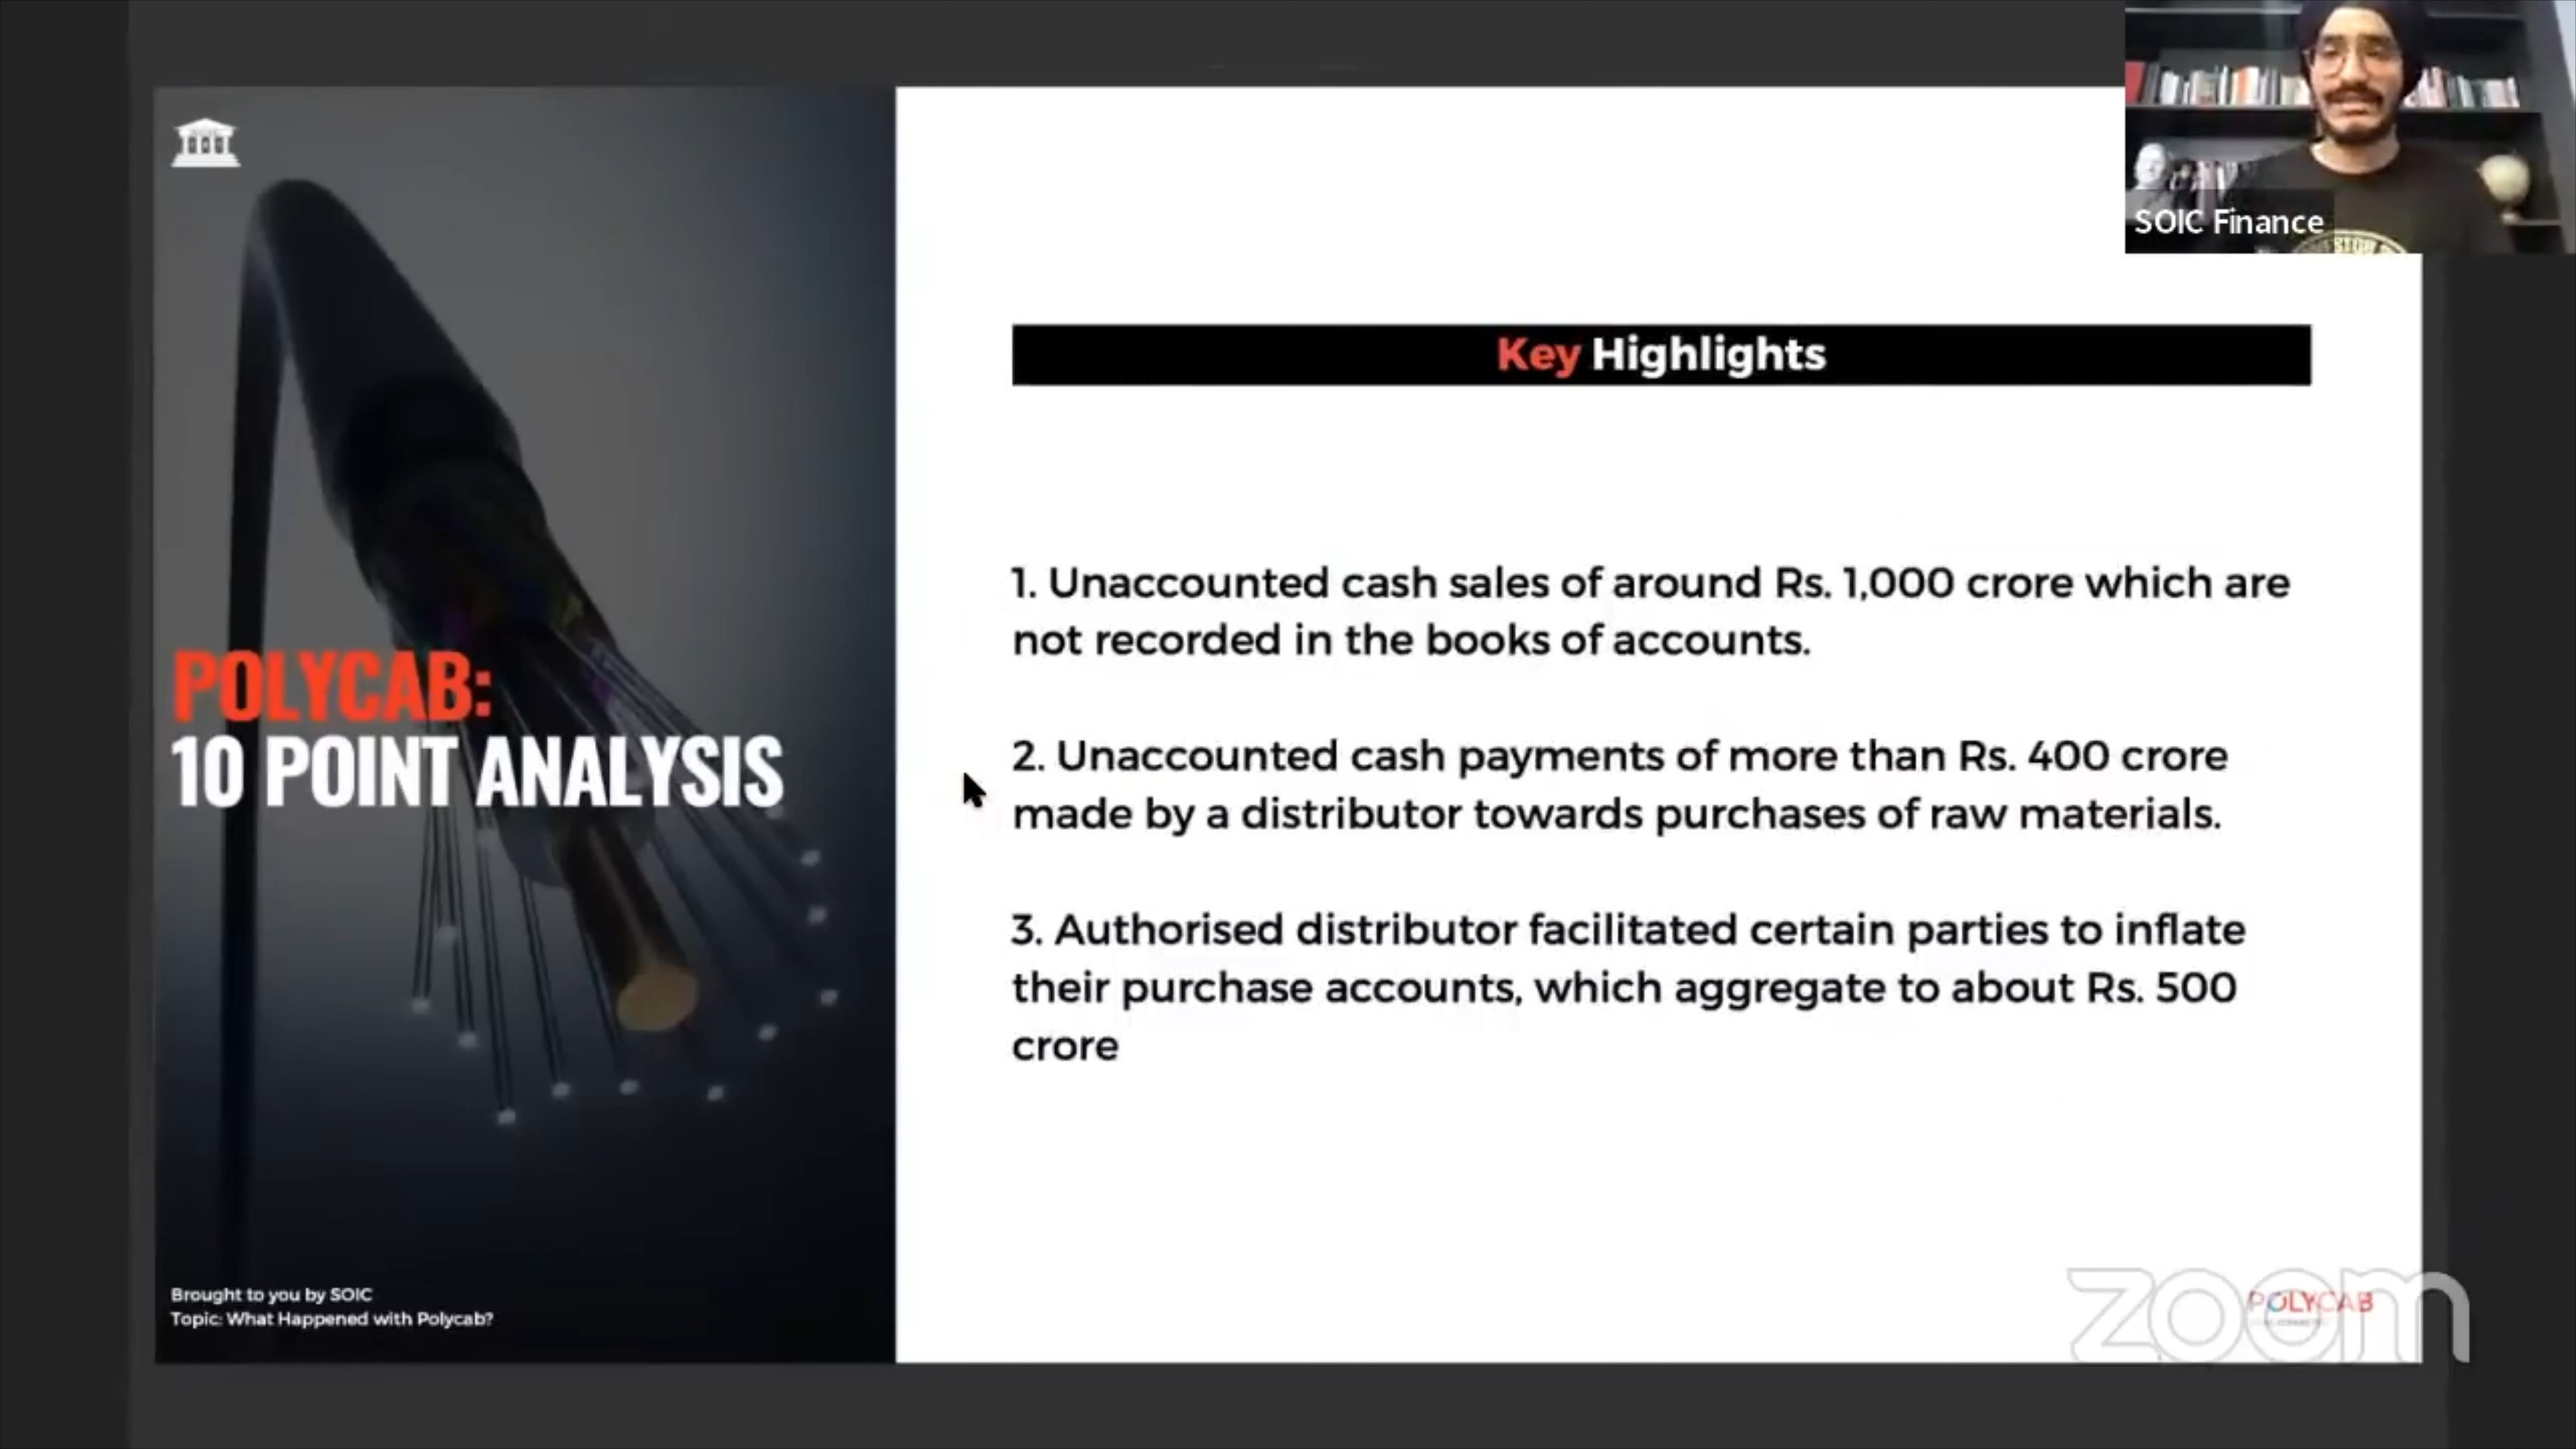 SOIC Finance
POLYCAB:
10 POINT ANALYSIS
Brought to you by SOIC
Topic: What Happened with Polycab?
Key Highlights
1. Unaccounted cash sales of around Rs. 1,000 crore which are
not recorded in the books of accounts.
2. Unaccounted cash payments of more than Rs. 400 crore
made by a distributor towards purchases of raw materials.
3. Authorised distributor facilitated certain parties to inflate
their purchase accounts, which aggregate to about Rs. 500
crore
POLYCAB
zoom